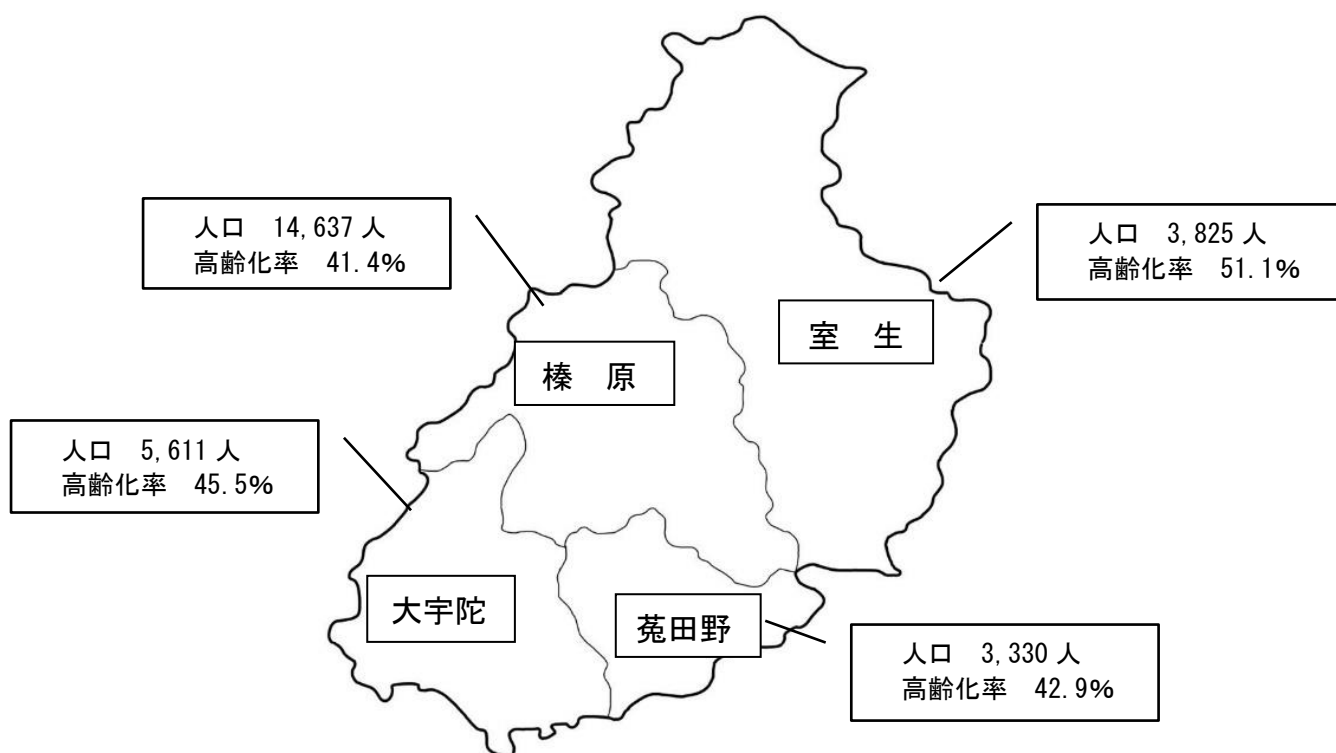 人口 14,637 人
高齢化率 41.4%
人口 3,825 人
高齢化率 51.1%
室 生
榛 原
人口 5,611 人
高齢化率 45.5%
大宇陀
菟田野
人口 3,330 人
高齢化率 42.9%